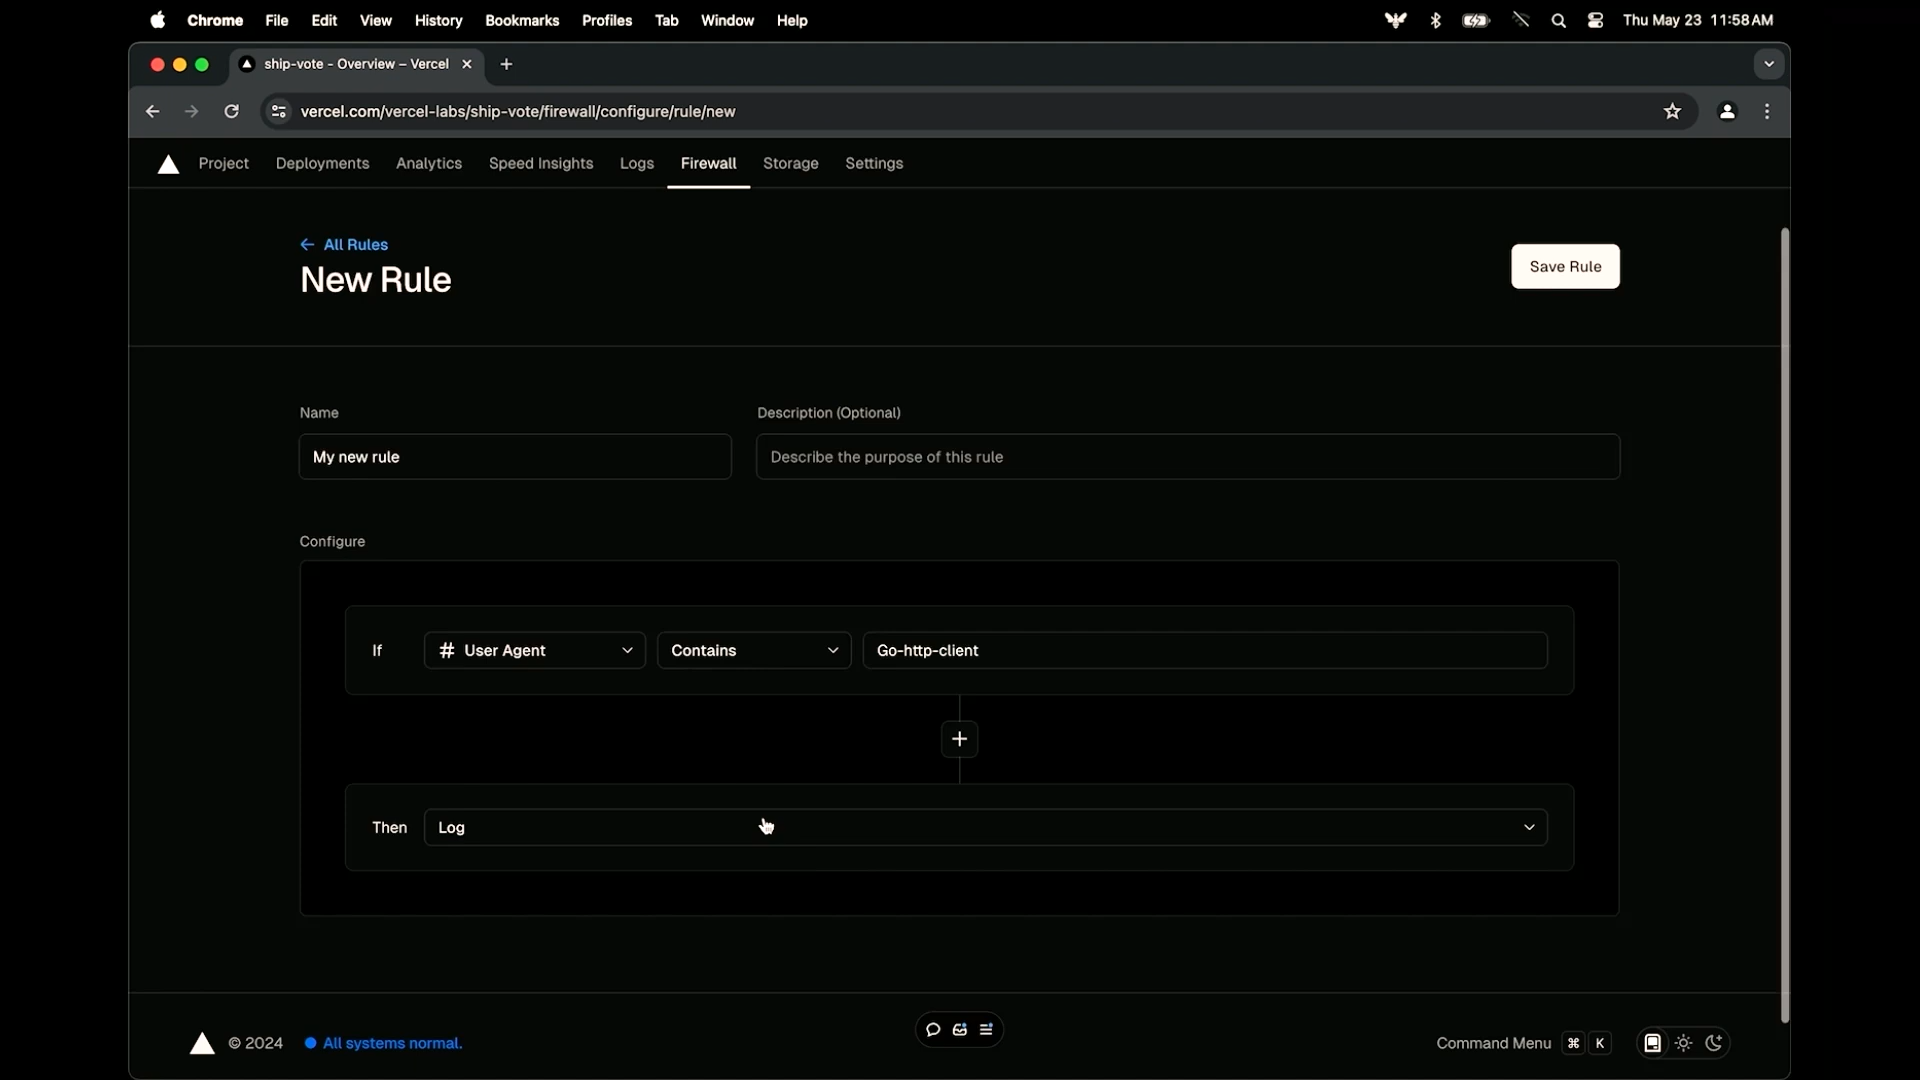 Chrome File Edit View History Bookmarks Profiles Tab Window Help Thu May 23 11:58 AM
ship-vote - Overview – Vercel
vercel.com/vercel-labs/ship-vote/firewall/configure/rule/new
Project Deployments Analytics Speed Insights Logs Firewall Storage Settings
← All Rules
New Rule
Save Rule
Name
Description (Optional)
My new rule
Describe the purpose of this rule
Configure
If # User Agent Contains Go-http-client
+
Then Log
© 2024 All systems normal. Command Menu ⌘ K